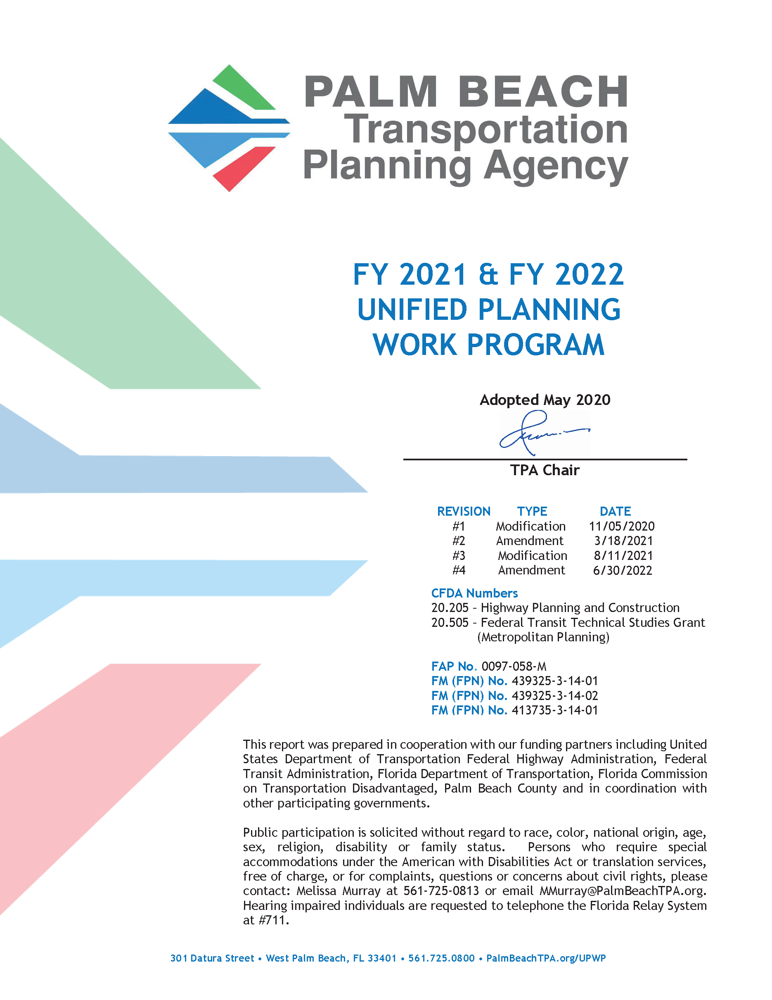 PALM BEACH
Transportation
Planning Agency
FY 2021 & FY 2022
UNIFIED PLANNING
WORK PROGRAM
Adopted May 2020
TPA Chair
REVISION TYPE DATE
#1 Modification 11/05/2020
#2 Amendment 3/18/2021
#3 Modification 8/11/2021
#4 Amendment 6/30/2022
CFDA Numbers
20.205 – Highway Planning and Construction
20.505 – Federal Transit Technical Studies Grant
(Metropolitan Planning)
FAP No. 0097-058-M
FM (FPN) No. 439325-3-14-01
FM (FPN) No. 439325-3-14-02
FM (FPN) No. 413735-3-14-01
This report was prepared in cooperation with our funding partners including United
States Department of Transportation Federal Highway Administration, Federal
Transit Administration, Florida Department of Transportation, Florida Commission
on Transportation Disadvantaged, Palm Beach County and in coordination with
other participating governments.
Public participation is solicited without regard to race, color, national origin, age,
sex, religion, disability or family status. Persons who require special
accommodations under the American with Disabilities Act or translation services,
free of charge, or for complaints, questions or concerns about civil rights, please
contact: Melissa Murray at 561-725-0813 or email MMurray@PalmBeachTPA.org.
Hearing impaired individuals are requested to telephone the Florida Relay System
at #711.
301 Datura Street • West Palm Beach, FL 33401 • 561.725.0800 • PalmBeachTPA.org/UPWP